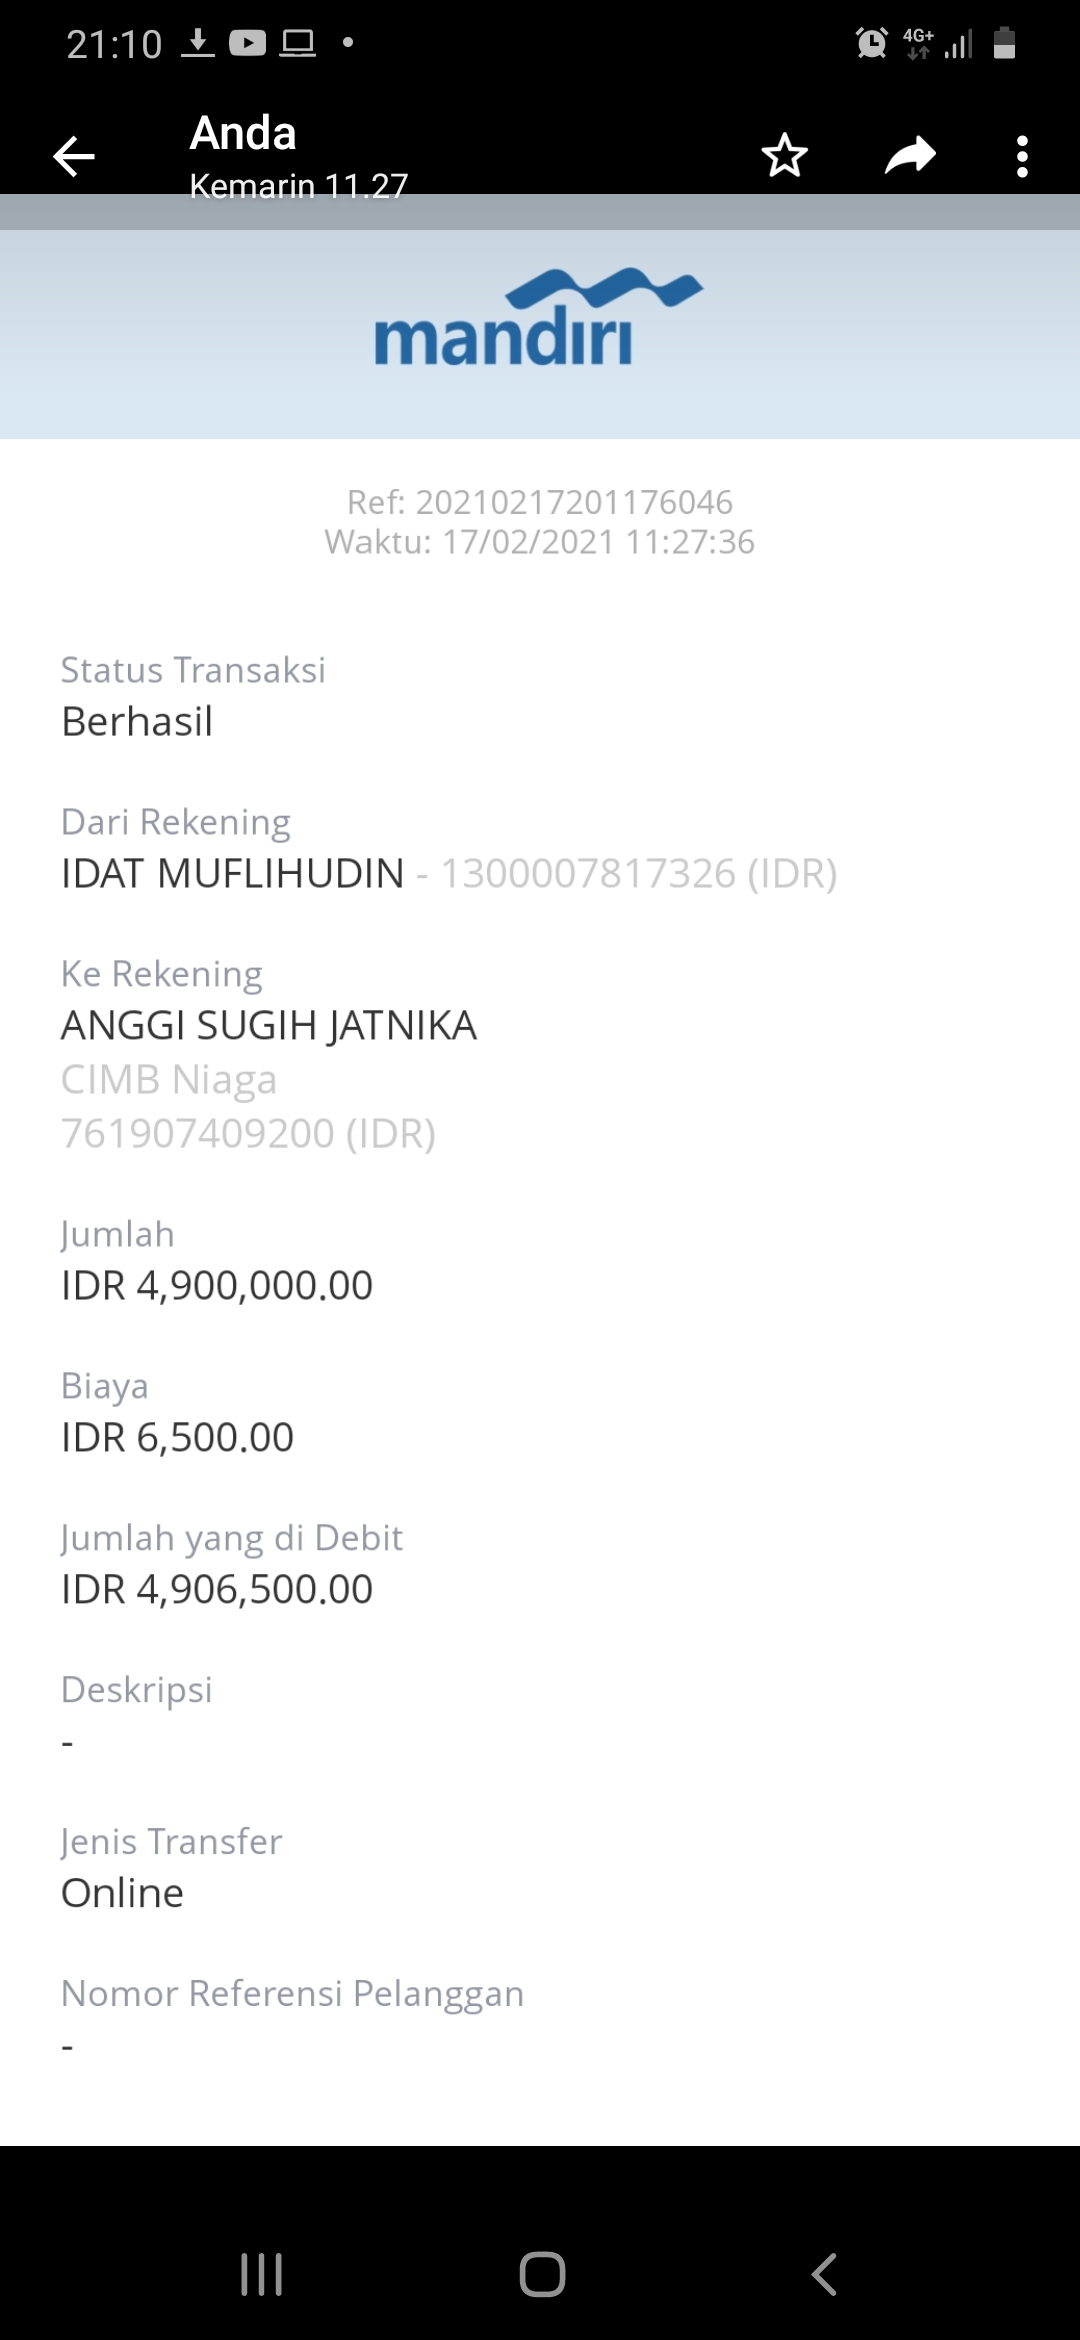 21:10
4G+
Anda
Kemarin 11.27
mandiri
Ref: 20210217201176046
Waktu: 17/02/2021 11:27:36
Status Transaksi
Berhasil
Dari Rekening
IDAT MUFLIHUDIN - 1300007817326 (IDR)
Ke Rekening
ANGGI SUGIH JATNIKA
CIMB Niaga
761907409200 (IDR)
Jumlah
IDR 4,900,000.00
Biaya
IDR 6,500.00
Jumlah yang di Debit
IDR 4,906,500.00
Deskripsi
-
Jenis Transfer
Online
Nomor Referensi Pelanggan
-